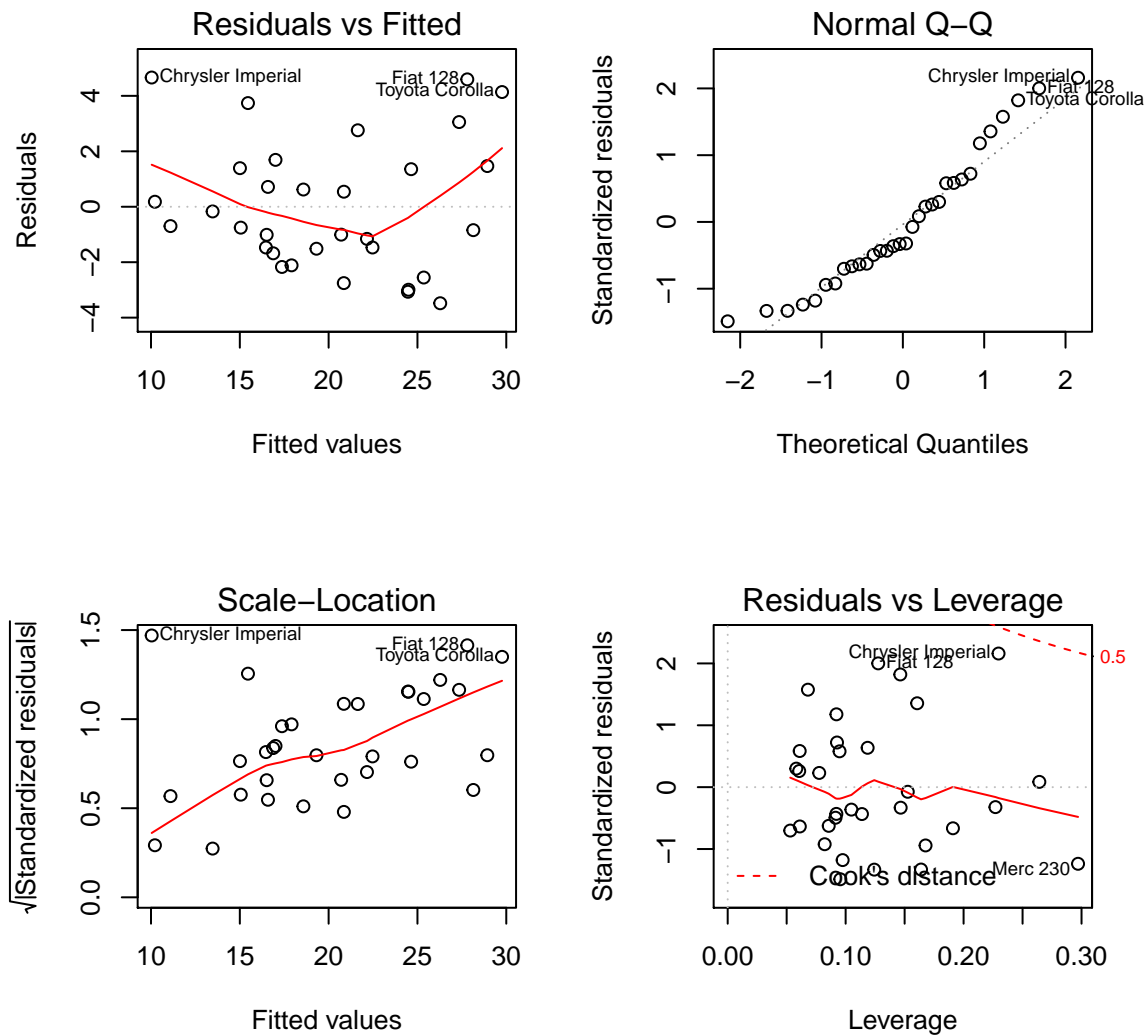 Residuals vs Fitted
Residuals
4
2
0
−2
−4
Chrysler Imperial
Fiat 128
Toyota Corolla
10 15 20 25 30
Fitted values
Normal Q−Q
Standardized residuals
2
1
0
−1
Chrysler Imperial
Fiat 128
Toyota Corolla
−2 −1 0 1 2
Theoretical Quantiles
Scale−Location
√|Standardized residuals|
1.5
1.0
0.5
0.0
Chrysler Imperial
Fiat 128
Toyota Corolla
10 15 20 25 30
Fitted values
Residuals vs Leverage
Standardized residuals
2
1
0
−1
Chrysler Imperial
Fiat 128
0.5
Merc 230
Cook's distance
0.00 0.10 0.20 0.30
Leverage